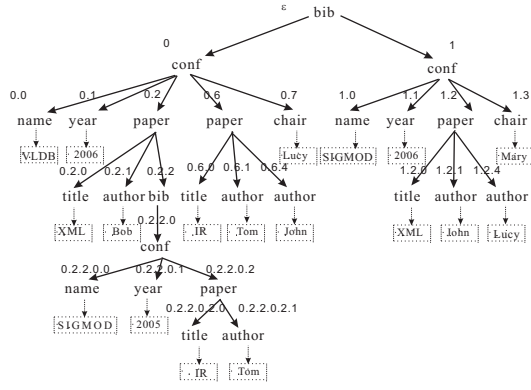 ε bib
0 1
conf conf
0.0 0.1 0.2 0.6 0.7 1.0 1.1 1.2 1.3
name year paper paper chair name year paper chair
VLDB 2006 Lucy SIGMOD 2006 Mary
0.2.0 0.2.1 0.2.2 0.6.0 0.6.1 0.6.4 1.2.0 1.2.1 1.2.4
title author bib title author author title author author
XML Bob IR Tom John XML John Lucy
0.2.2.0
conf
0.2.2.0.0 0.2.2.0.1 0.2.2.0.2
name year paper
SIGMOD 2005 0.2.2.0.2.0 0.2.2.0.2.1
title author
IR Tom